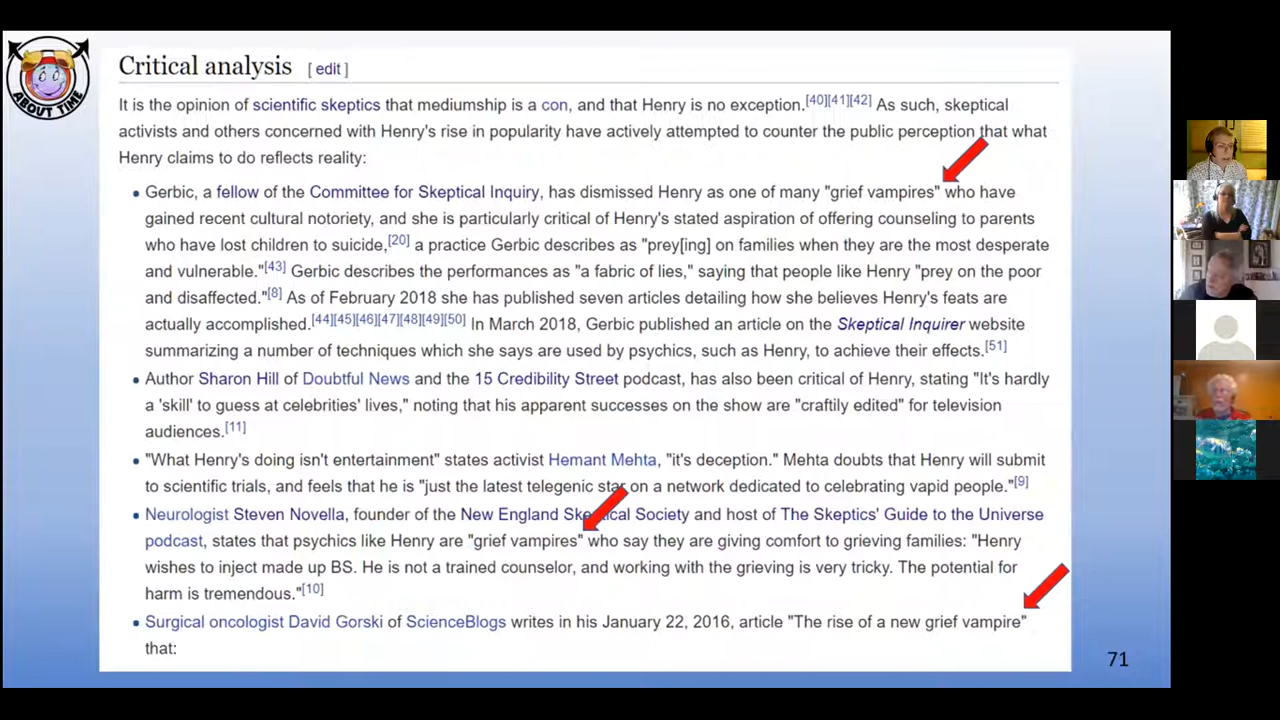 ABOUT TIME
Critical analysis [ edit ]
It is the opinion of scientific skeptics that mediumship is a con, and that Henry is no exception.[40][41][42] As such, skeptical
activists and others concerned with Henry's rise in popularity have actively attempted to counter the public perception that what
Henry claims to do reflects reality:
• Gerbic, a fellow of the Committee for Skeptical Inquiry, has dismissed Henry as one of many "grief vampires" who have
gained recent cultural notoriety, and she is particularly critical of Henry's stated aspiration of offering counseling to parents
who have lost children to suicide,[20] a practice Gerbic describes as "prey[ing] on families when they are the most desperate
and vulnerable."[43] Gerbic describes the performances as "a fabric of lies," saying that people like Henry "prey on the poor
and disaffected."[8] As of February 2018 she has published seven articles detailing how she believes Henry's feats are
actually accomplished.[44][45][46][47][48][49][50] In March 2018, Gerbic published an article on the Skeptical Inquirer website
summarizing a number of techniques which she says are used by psychics, such as Henry, to achieve their effects.[51]
• Author Sharon Hill of Doubtful News and the 15 Credibility Street podcast, has also been critical of Henry, stating "It's hardly
a 'skill' to guess at celebrities' lives," noting that his apparent successes on the show are "craftily edited" for television
audiences.[11]
• "What Henry's doing isn't entertainment" states activist Hemant Mehta, "it's deception." Mehta doubts that Henry will submit
to scientific trials, and feels that he is "just the latest telegenic star on a network dedicated to celebrating vapid people."[9]
• Neurologist Steven Novella, founder of the New England Skeptical Society and host of The Skeptics' Guide to the Universe
podcast, states that psychics like Henry are "grief vampires" who say they are giving comfort to grieving families: "Henry
wishes to inject made up BS. He is not a trained counselor, and working with the grieving is very tricky. The potential for
harm is tremendous."[10]
• Surgical oncologist David Gorski of ScienceBlogs writes in his January 22, 2016, article "The rise of a new grief vampire"
that:
71